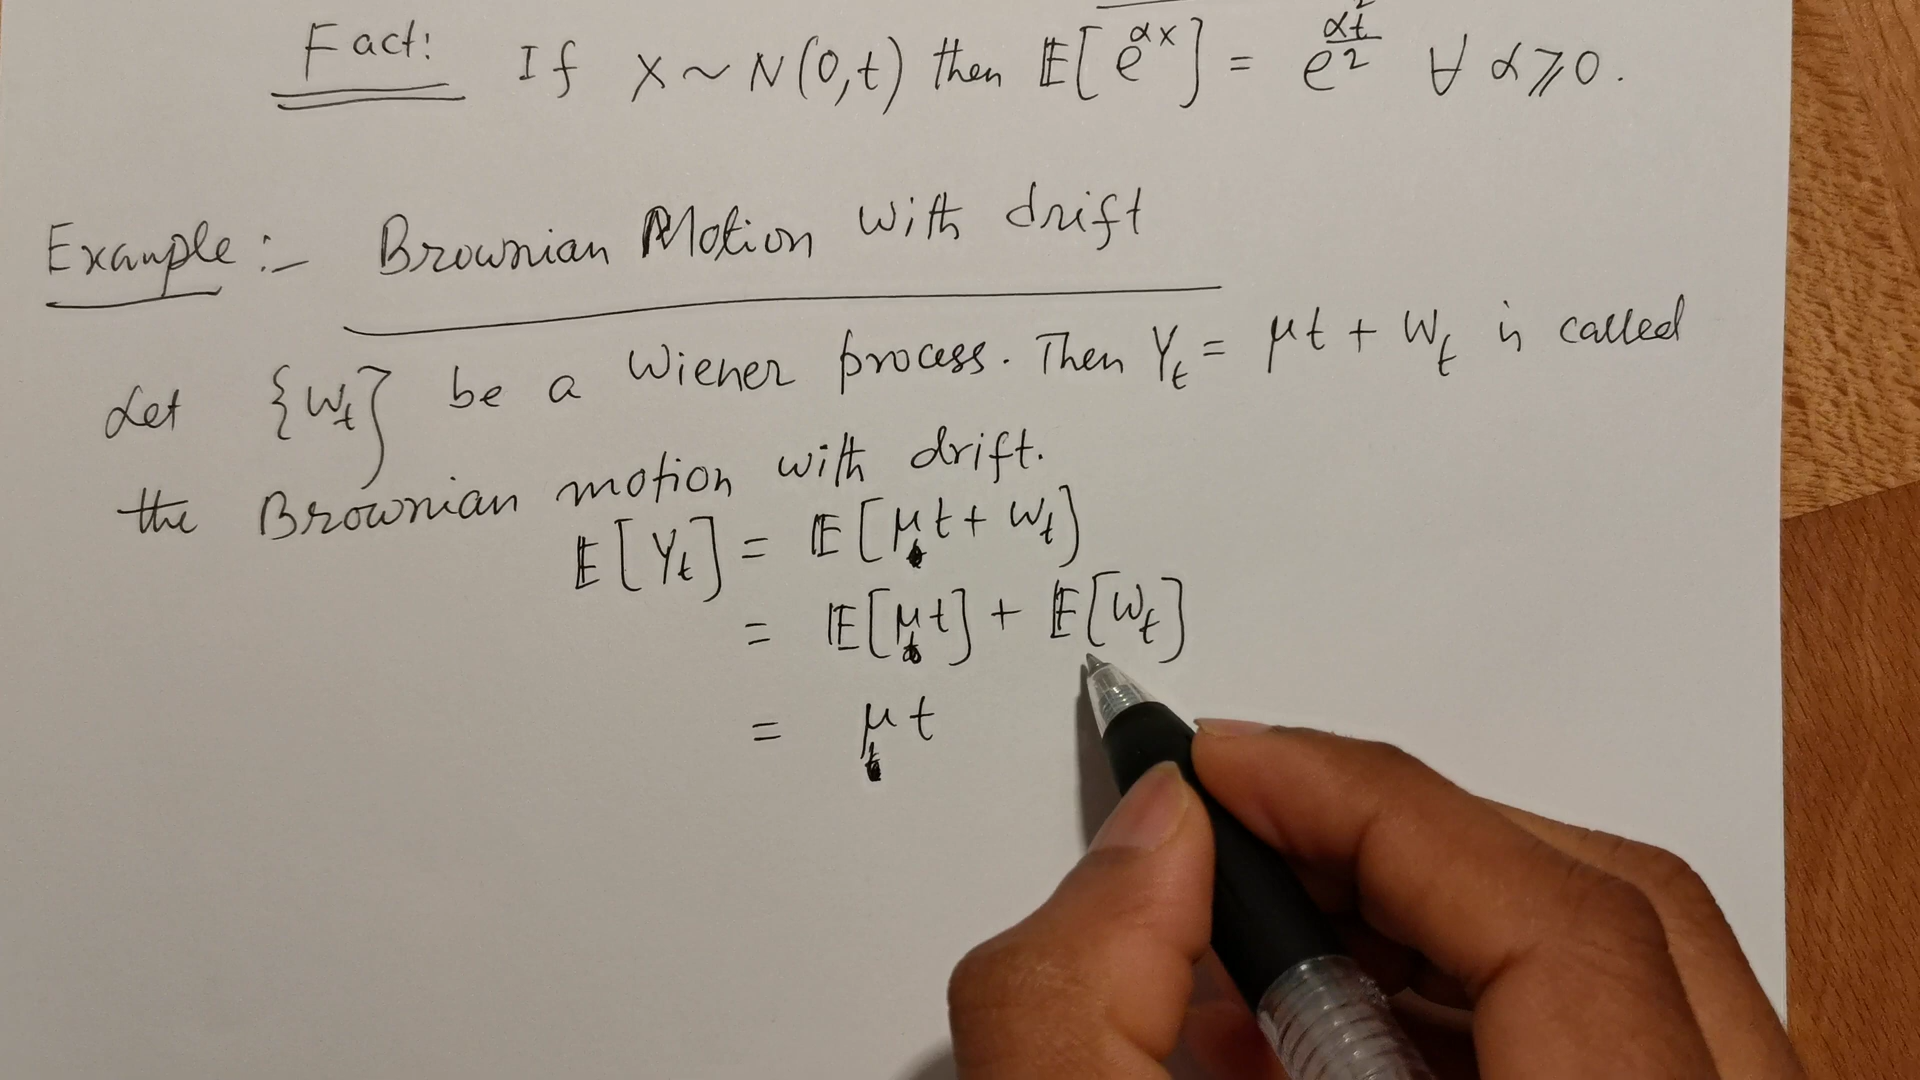 Fact: If X ~ N(0,t) then 𝔼[e^{αX}] = e^{α²t/2} ∀ α⩾0.
Example :- Brownian Motion with drift
Let {W_t} be a Wiener process. Then Y_t = μt + W_t is called
the Brownian motion with drift.
𝔼[Y_t] = 𝔼[μt + W_t]
= 𝔼[μt] + 𝔼[W_t]
= μt